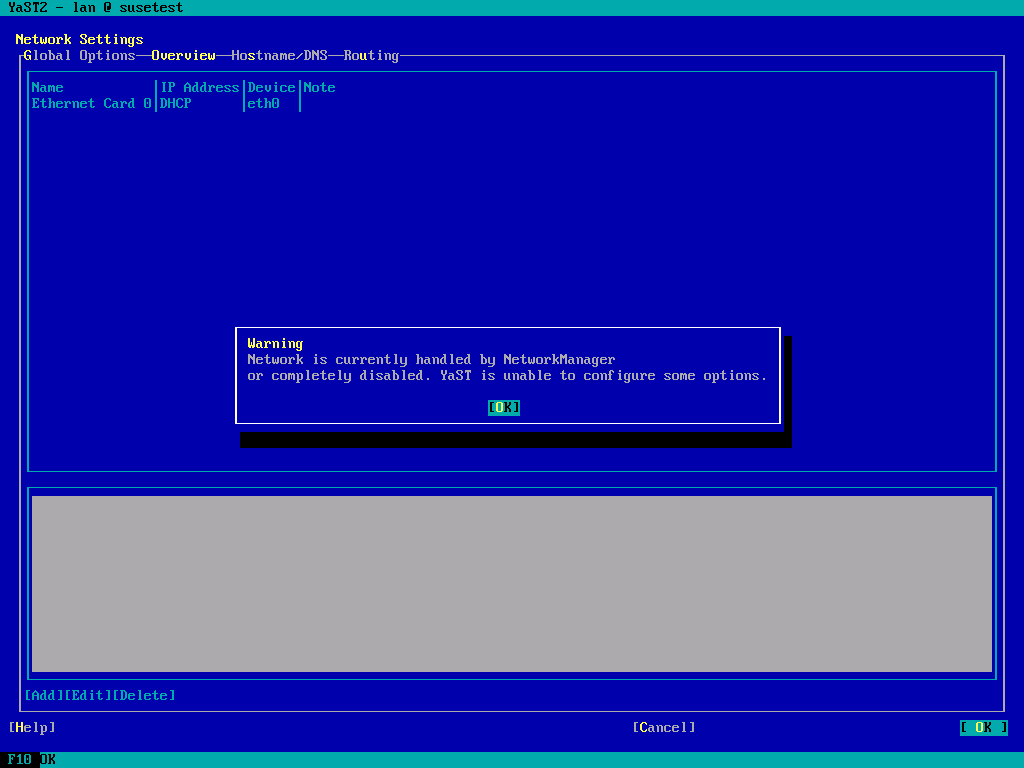 YaST2 - lan @ susetest
Network Settings
Global Options Overview Hostname/DNS Routing
Name IP Address Device Note
Ethernet Card 0 DHCP eth0
Warning
Network is currently handled by NetworkManager
or completely disabled. YaST is unable to configure some options.
[OK]
[Add][Edit][Delete]
[Help] [Cancel] [ OK ]
F10 OK